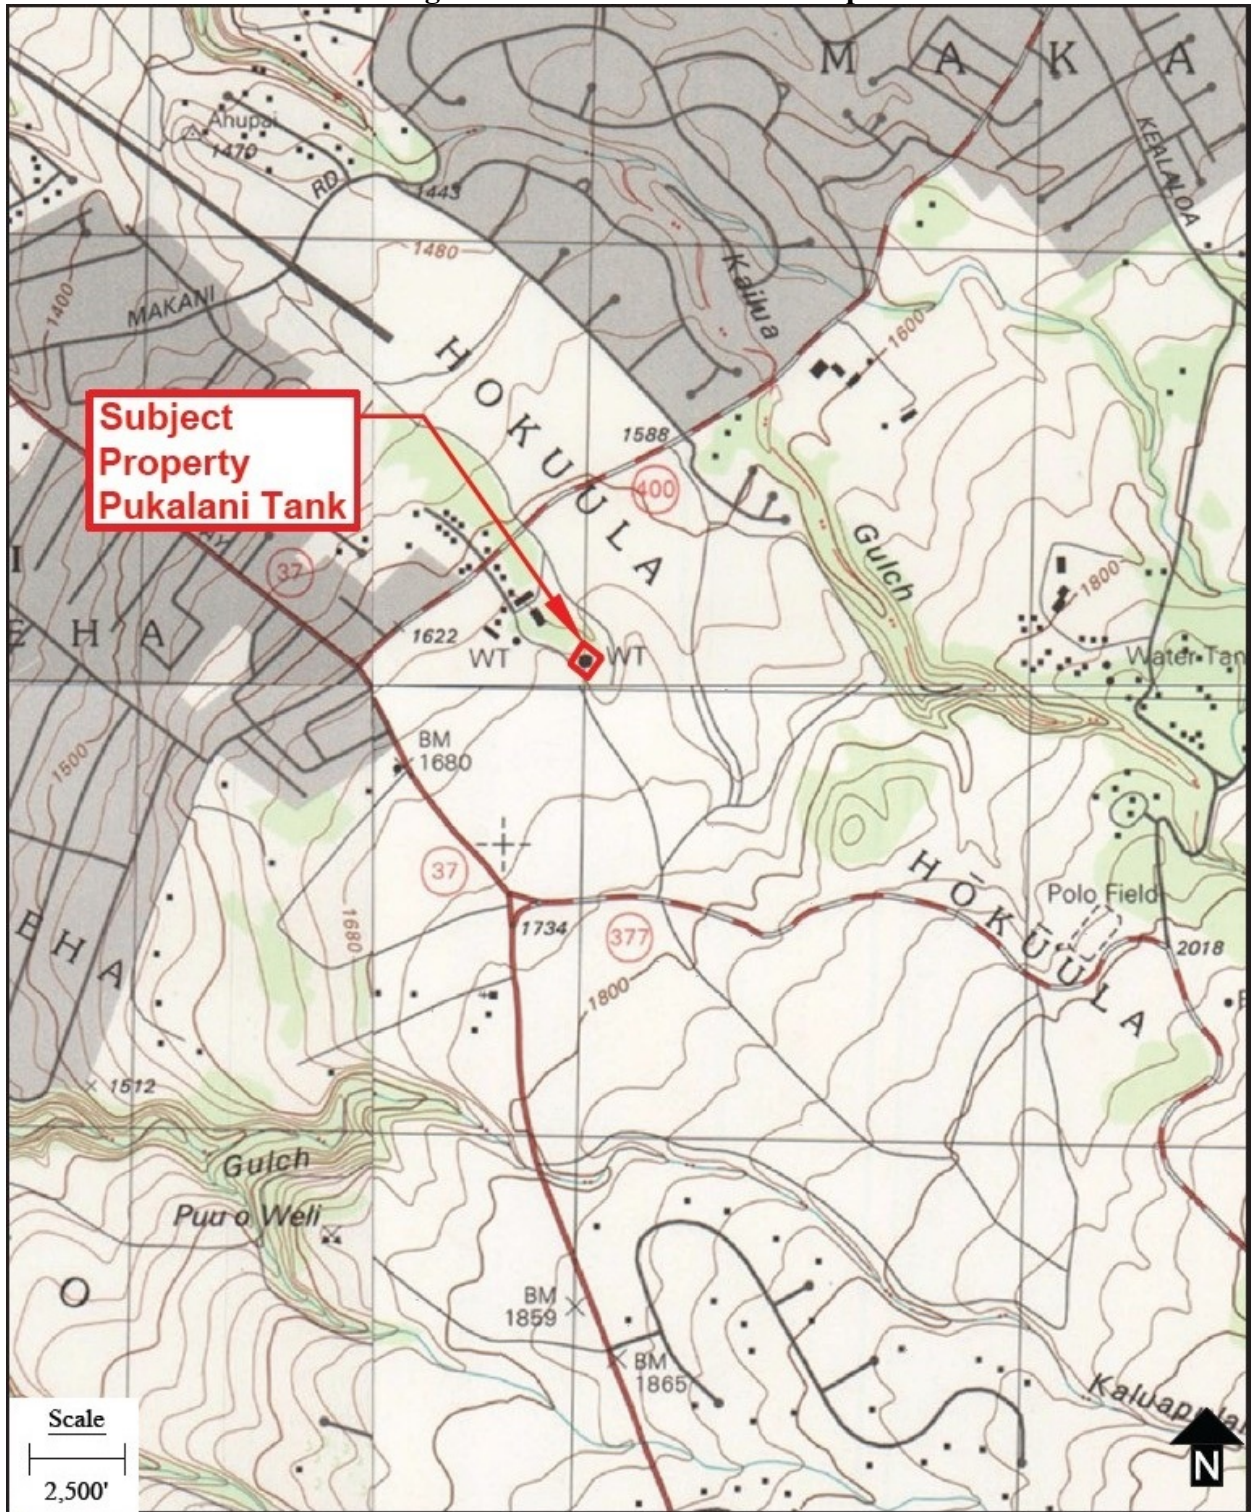 M A K A
KEALALOA
Ahupai
1470
RD
1443
1480
1400
MAKANI
Kailua
1600
HOKUULA
Subject
Property
Pukalani Tank
1588
400
Gulch
37
1800
I
E H A
1622
WT
WT
Water Tan
BM
1680
1500
HŌKŪULA
Polo Field
37
1680
1734
377
2018
EHA
1800
1512
Gulch
Puu o Weli
O
BM
1859
BM
1865
Scale
2,500'
N